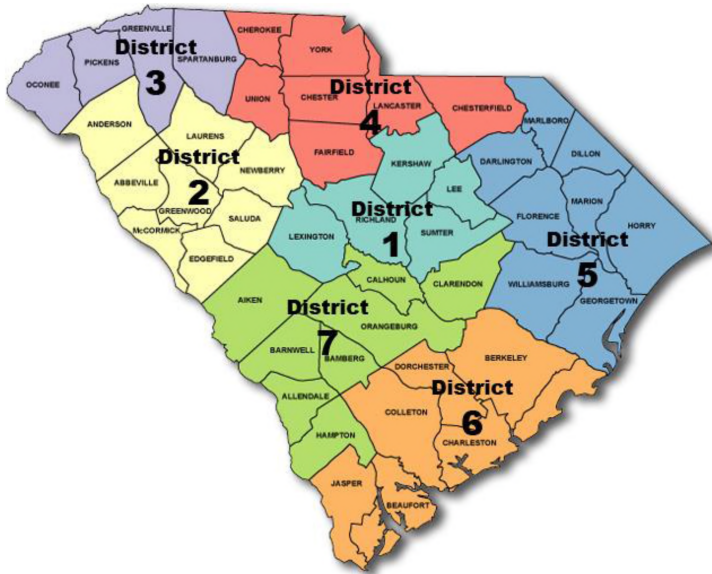 GREENVILLE
CHEROKEE
YORK
District
3
PICKENS
SPARTANBURG
OCONEE
UNION
CHESTER
District
4
LANCASTER
CHESTERFIELD
MARLBORO
ANDERSON
LAURENS
FAIRFIELD
KERSHAW
DARLINGTON
DILLON
District
2
NEWBERRY
ABBEVILLE
GREENWOOD
LEE
MARION
SALUDA
District
1
RICHLAND
FLORENCE
HORRY
McCORMICK
LEXINGTON
SUMTER
District
5
EDGEFIELD
CALHOUN
CLARENDON
WILLIAMSBURG
GEORGETOWN
AIKEN
District
7
ORANGEBURG
BARNWELL
BAMBERG
BERKELEY
DORCHESTER
District
6
ALLENDALE
COLLETON
HAMPTON
CHARLESTON
JASPER
BEAUFORT